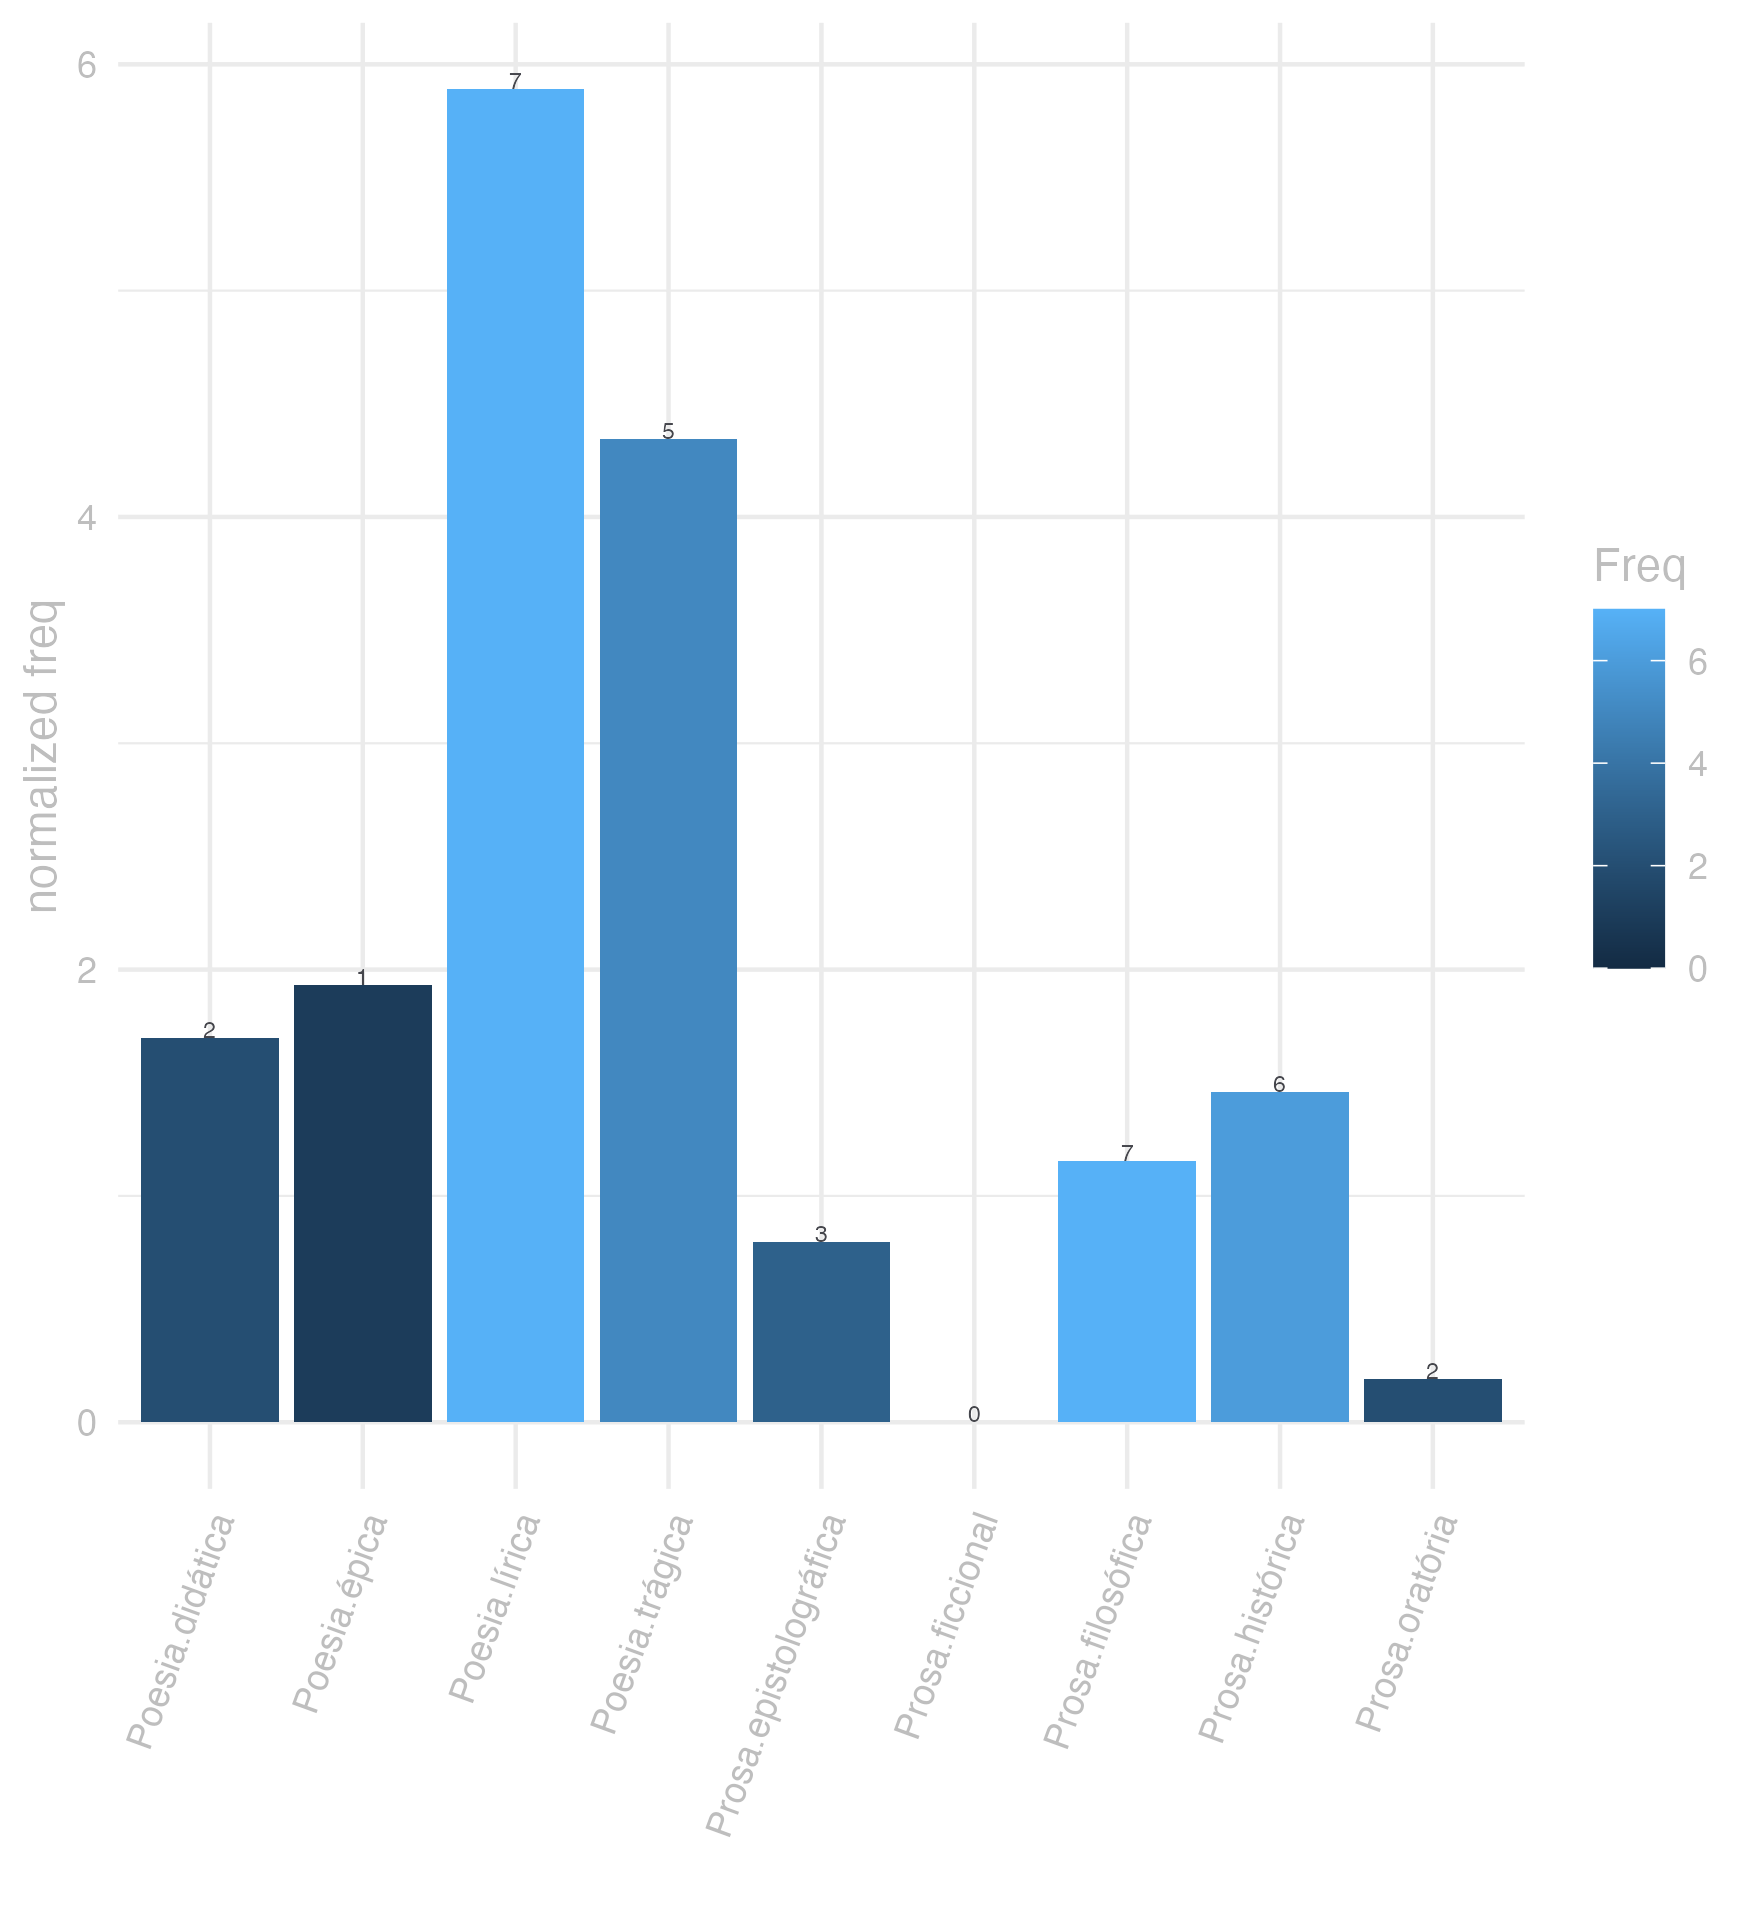 6
4
2
0
normalized freq
2
1
7
5
3
0
7
6
2
Poesia.didática
Poesia.épica
Poesia.lírica
Poesia.trágica
Prosa.epistolográfica
Prosa.ficcional
Prosa.filosófica
Prosa.histórica
Prosa.oratória
Freq
6
4
2
0